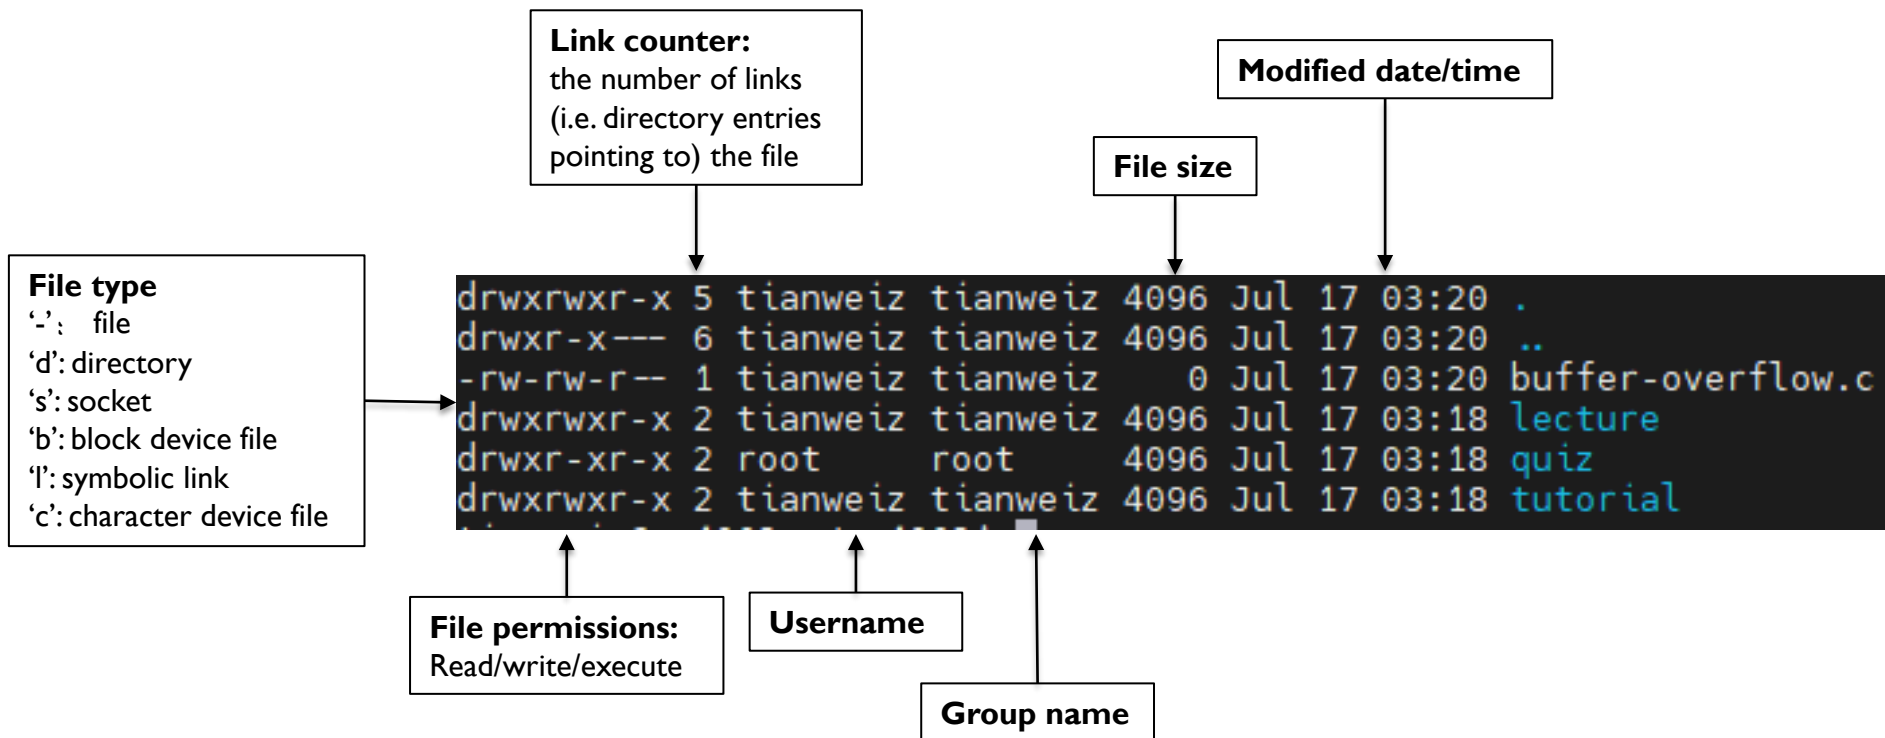 Link counter:
the number of links
(i.e. directory entries
pointing to) the file
Modified date/time
File size
File type
‘-’： file
‘d’: directory
‘s’: socket
‘b’: block device file
‘l’: symbolic link
‘c’: character device file
drwxrwxr-x 5 tianweiz tianweiz 4096 Jul 17 03:20 .
drwxr-x--- 6 tianweiz tianweiz 4096 Jul 17 03:20 ..
-rw-rw-r-- 1 tianweiz tianweiz 0 Jul 17 03:20 buffer-overflow.c
drwxrwxr-x 2 tianweiz tianweiz 4096 Jul 17 03:18 lecture
drwxr-xr-x 2 root root 4096 Jul 17 03:18 quiz
drwxrwxr-x 2 tianweiz tianweiz 4096 Jul 17 03:18 tutorial
File permissions:
Read/write/execute
Username
Group name